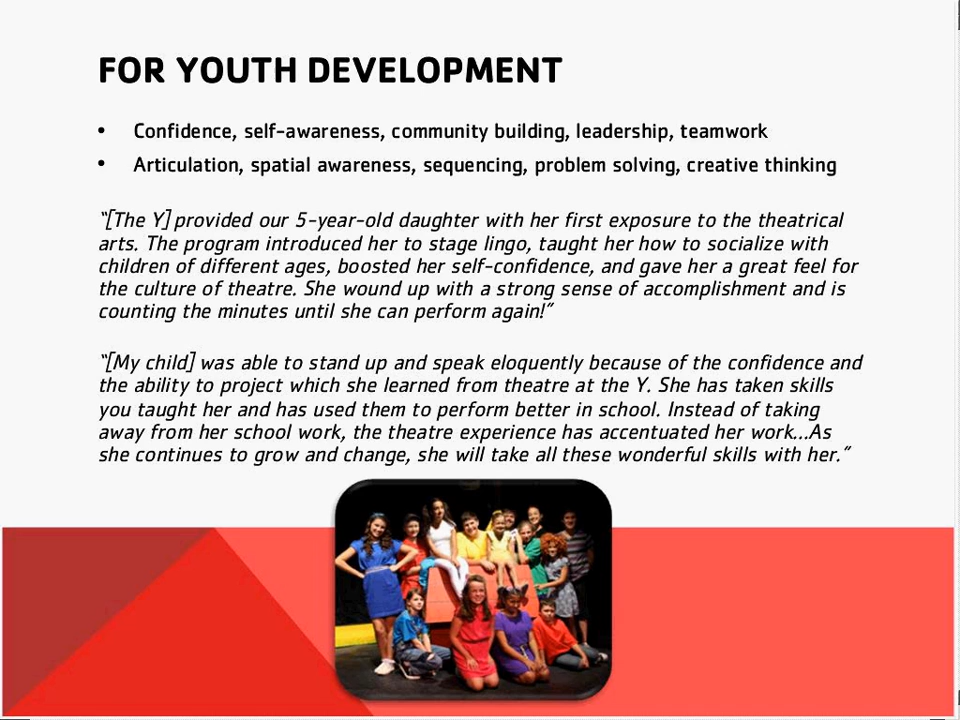 FOR YOUTH DEVELOPMENT
• Confidence, self-awareness, community building, leadership, teamwork
• Articulation, spatial awareness, sequencing, problem solving, creative thinking
“[The Y] provided our 5-year-old daughter with her first exposure to the theatrical
arts. The program introduced her to stage lingo, taught her how to socialize with
children of different ages, boosted her self-confidence, and gave her a great feel for
the culture of theatre. She wound up with a strong sense of accomplishment and is
counting the minutes until she can perform again!”
“[My child] was able to stand up and speak eloquently because of the confidence and
the ability to project which she learned from theatre at the Y. She has taken skills
you taught her and has used them to perform better in school. Instead of taking
away from her school work, the theatre experience has accentuated her work...As
she continues to grow and change, she will take all these wonderful skills with her.”